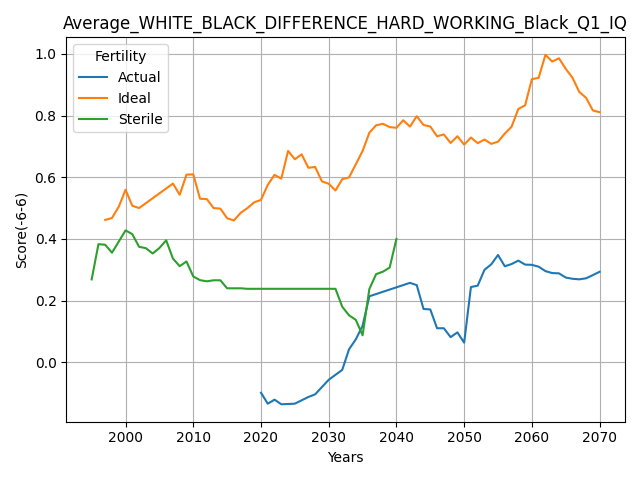 Average_WHITE_BLACK_DIFFERENCE_HARD_WORKING_Black_Q1_IQ
Fertility
Actual
Ideal
Sterile
Score(-6-6)
1.0
0.8
0.6
0.4
0.2
0.0
2000 2010 2020 2030 2040 2050 2060 2070
Years